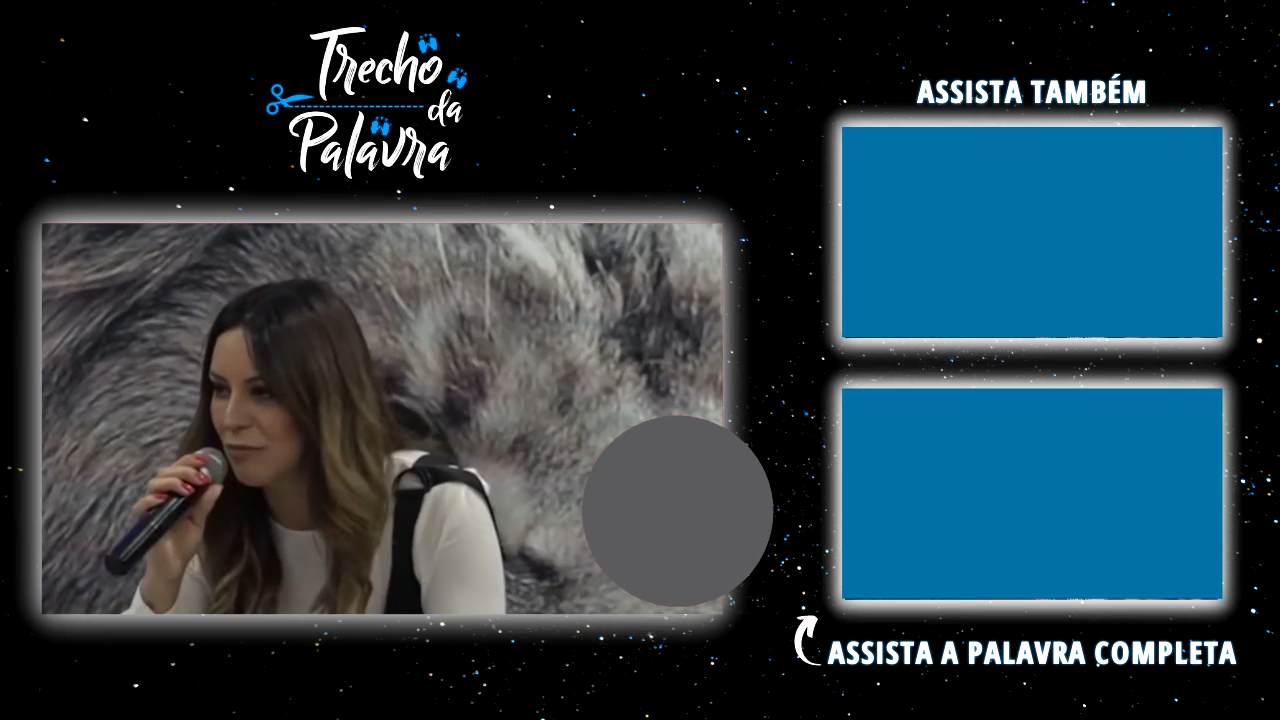 Trecho
da
Palavra
ASSISTA TAMBÉM
ASSISTA A PALAVRA COMPLETA